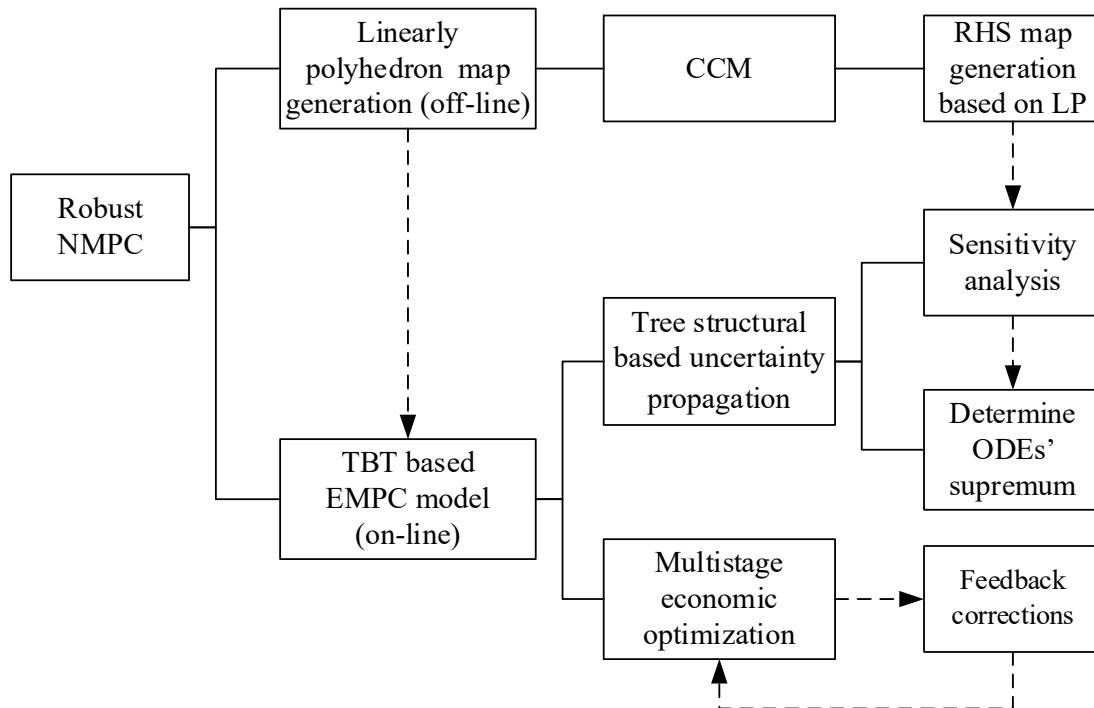 Linearly
polyhedron map
generation (off-line)
CCM
RHS map
generation
based on LP
Robust
NMPC
Sensitivity
analysis
Tree structural
based uncertainty
propagation
Determine
ODEs’
supremum
TBT based
EMPC model
(on-line)
Multistage
economic
optimization
Feedback
corrections